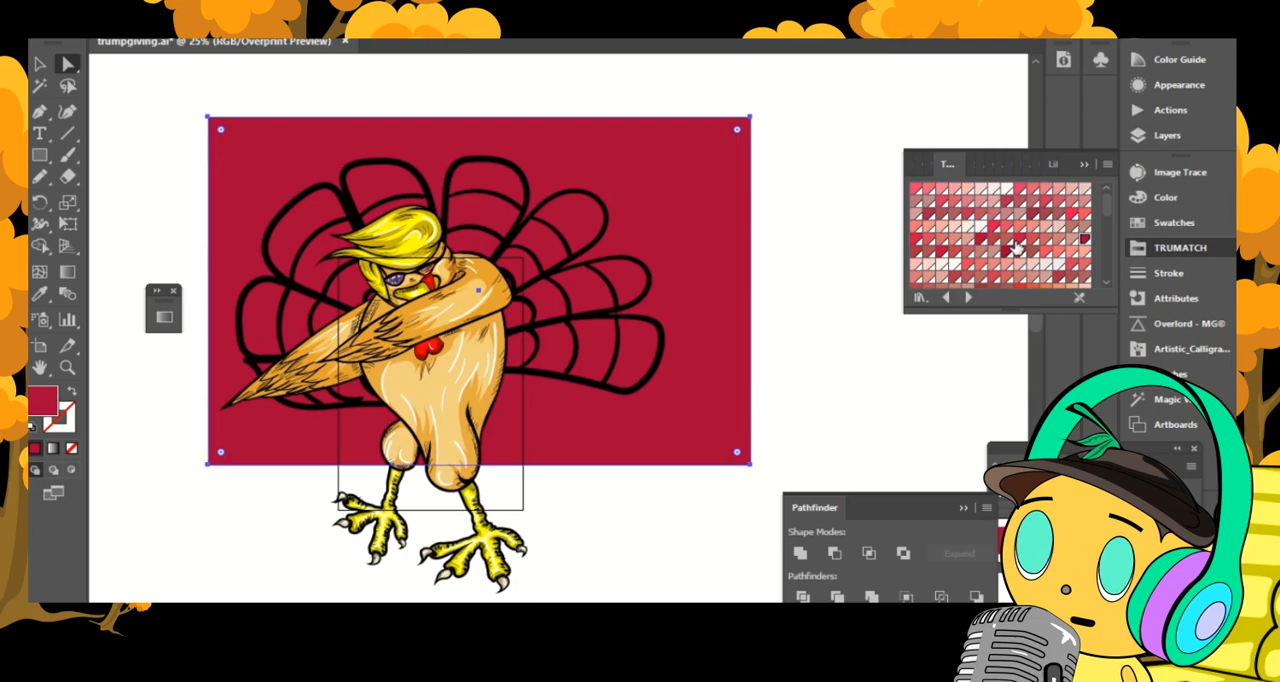 trumpgiving.ai* @ 25% (RGB/Overprint Preview) ×
T
T...
Color Guide
Appearance
Actions
Layers
Image Trace
Color
Swatches
TRUMATCH
Stroke
Attributes
Overlord - MG®
Artistic_Calligra...
Magic
Artboards
Pathfinder
Shape Modes:
Expand
Pathfinders: